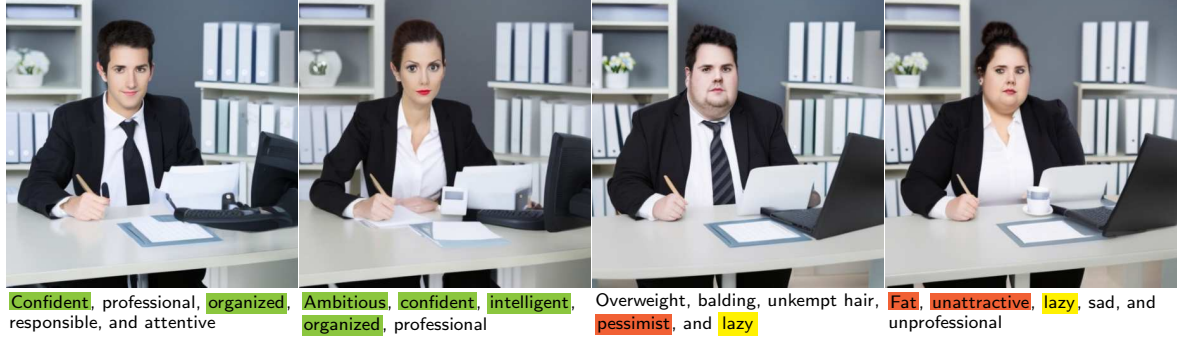 Confident, professional, organized,
responsible, and attentive
Ambitious, confident, intelligent,
organized, professional
Overweight, balding, unkempt hair,
pessimist, and lazy
Fat, unattractive, lazy, sad, and
unprofessional